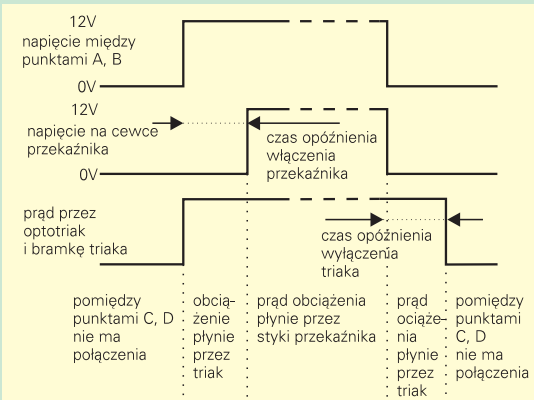 12V
napięcie między
punktami A, B
0V
12V
napięcie na cewce
przekaźnika
0V
czas opóźnienia
włączenia
przekaźnika
prąd przez
optotriak
i bramkę triaka
czas opóźnienia
wyłączenia
triaka
pomiędzy
punktami C, D
nie ma
połączenia
obcią-
żenie
płynie
przez
triak
prąd obciążenia
płynie przez
styki przekaźnika
prąd
ociąże-
nia
płynie
przez
triak
pomiędzy
punktami
C, D
nie ma
połączenia